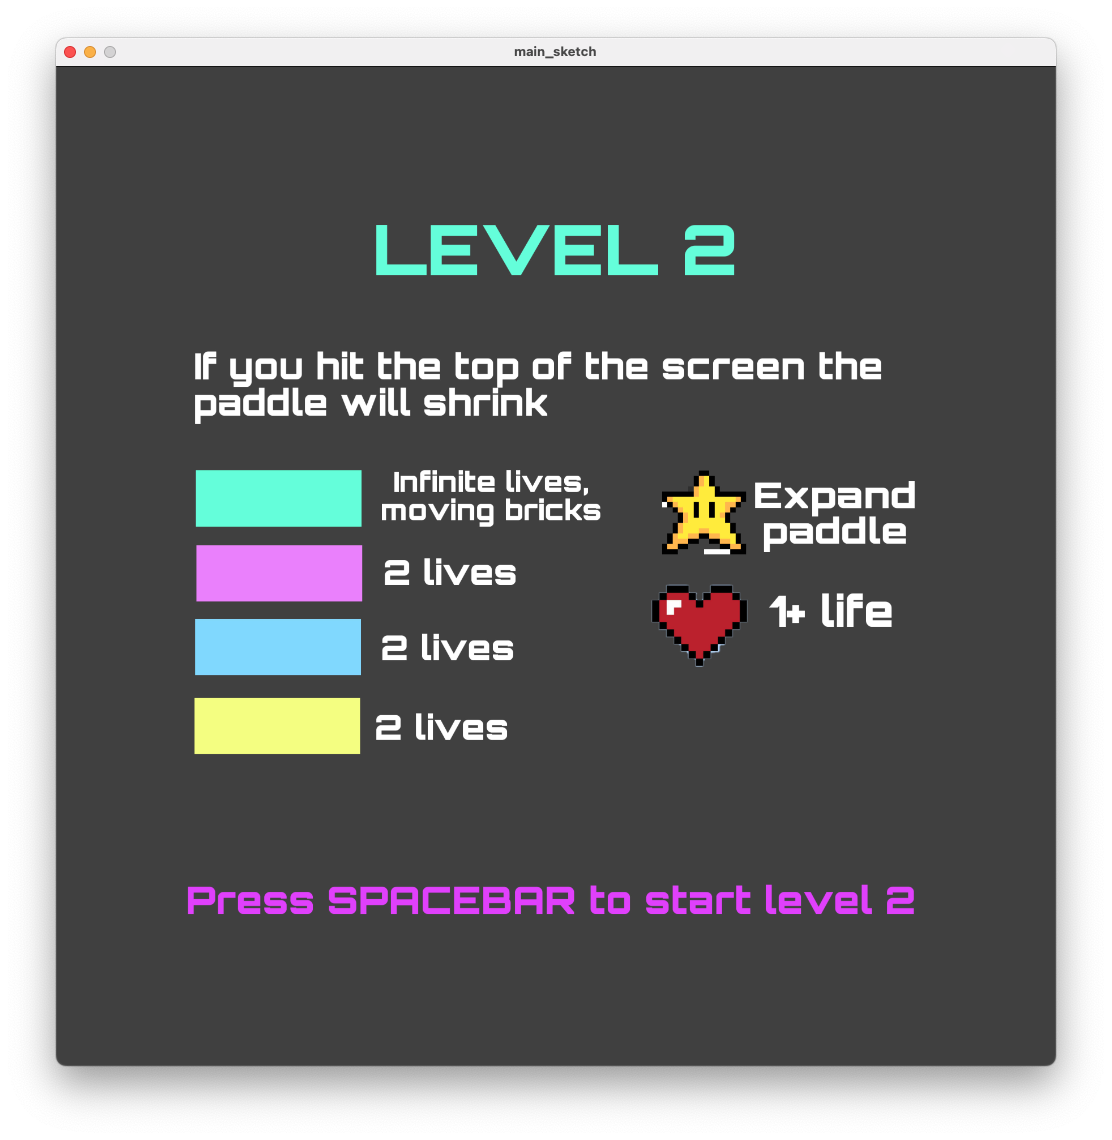 main_sketch
LEVEL 2
If you hit the top of the screen the
paddle will shrink
Infinite lives,
moving bricks
2 lives
2 lives
2 lives
Expand
paddle
1+ life
Press SPACEBAR to start level 2